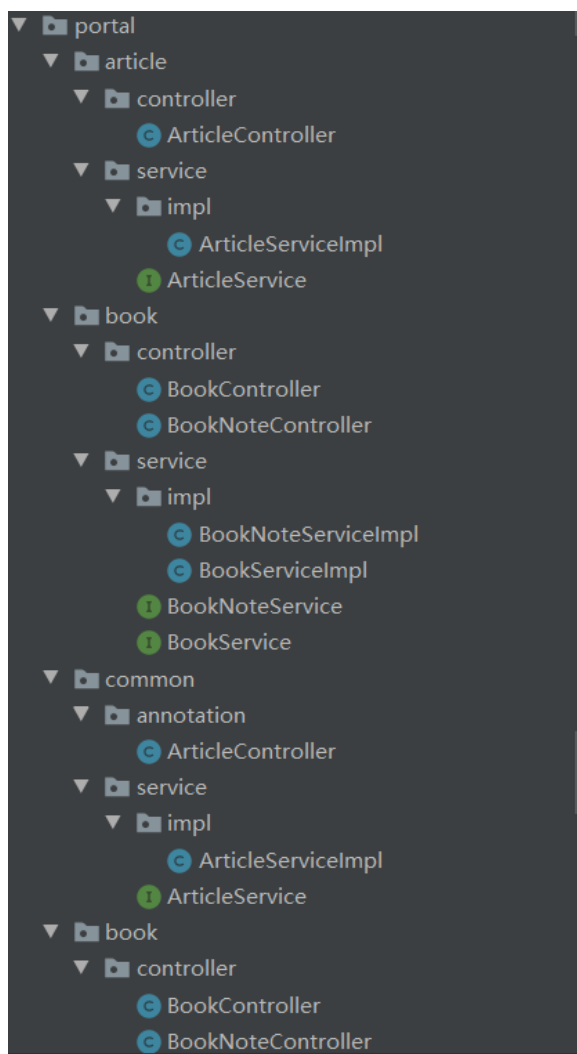 portal
article
controller
ArticleController
service
impl
ArticleServiceImpl
ArticleService
book
controller
BookController
BookNoteController
service
impl
BookNoteServiceImpl
BookServiceImpl
BookNoteService
BookService
common
annotation
ArticleController
service
impl
ArticleServiceImpl
ArticleService
book
controller
BookController
BookNoteController